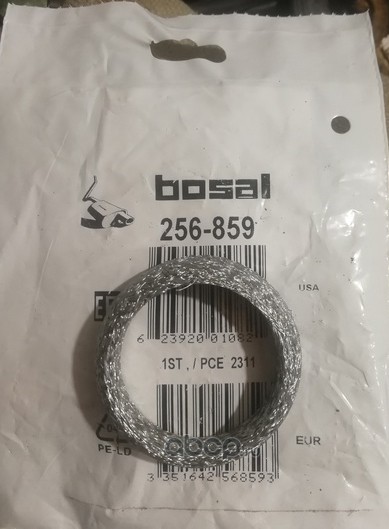 bosal
256-859
USA
6 23920 01082
1ST , / PCE 2311
PE-LD
EUR
3 351642 568593